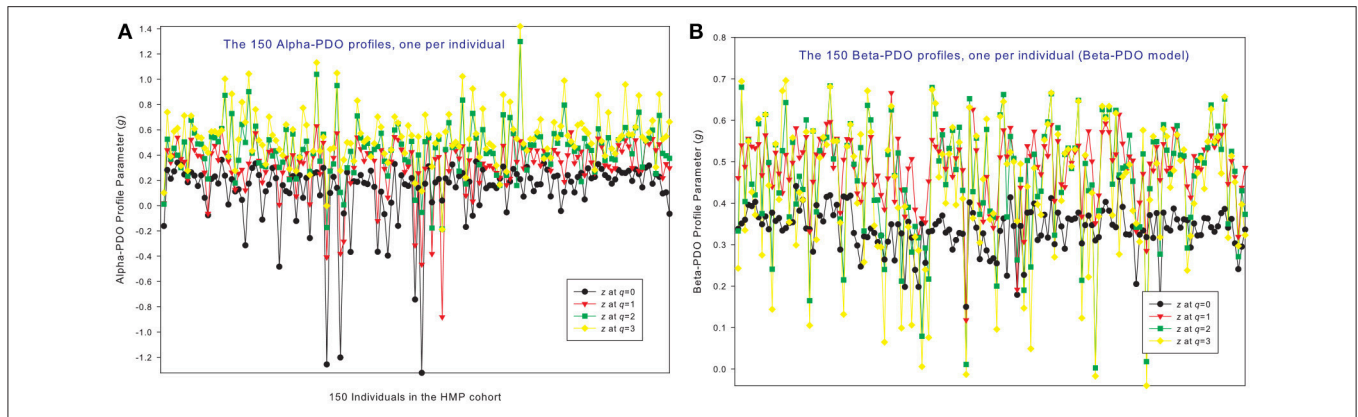 A
The 150 Alpha-PDO profiles, one per individual
Alpha-PDO Profile Parameter (g)
1.4
1.2
1.0
0.8
0.6
0.4
0.2
0.0
-0.2
-0.4
-0.6
-0.8
-1.0
-1.2
z at q=0
z at q=1
z at q=2
z at q=3
150 Individuals in the HMP cohort
B
The 150 Beta-PDO profiles, one per individual (Beta-PDO model)
Beta-PDO Profile Parameter (g)
0.8
0.7
0.6
0.5
0.4
0.3
0.2
0.1
0.0
z at q=0
z at q=1
z at q=2
z at q=3